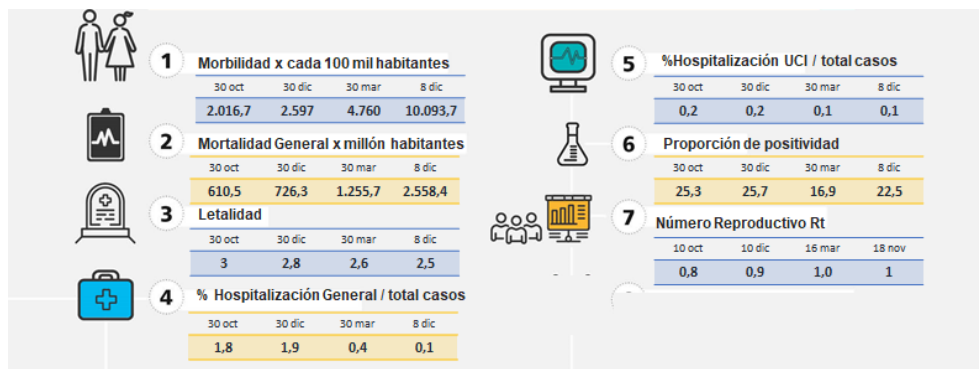 1 Morbilidad x cada 100 mil habitantes
30 oct 30 dic 30 mar 8 dic
2.016,7 2.597 4.760 10.093,7
2 Mortalidad General x millón habitantes
30 oct 30 dic 30 mar 8 dic
610,5 726,3 1.255,7 2.558,4
3 Letalidad
30 oct 30 dic 30 mar 8 dic
3 2,8 2,6 2,5
4 % Hospitalización General / total casos
30 oct 30 dic 30 mar 8 dic
1,8 1,9 0,4 0,1
5 %Hospitalización UCI / total casos
30 oct 30 dic 30 mar 8 dic
0,2 0,2 0,1 0,1
6 Proporción de positividad
30 oct 30 dic 30 mar 8 dic
25,3 25,7 16,9 22,5
7 Número Reproductivo Rt
10 oct 10 dic 16 mar 18 nov
0,8 0,9 1,0 1